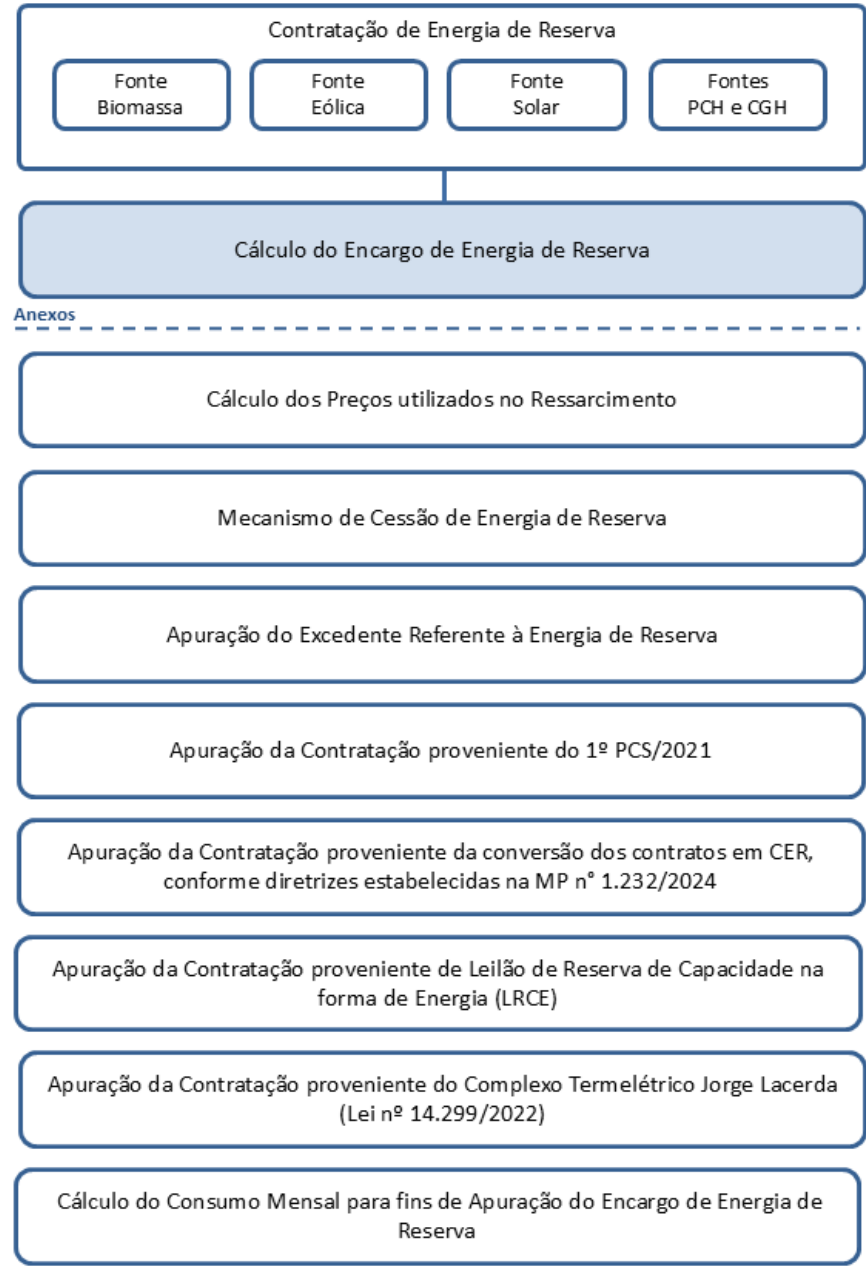 Contratação de Energia de Reserva
Fonte
Biomassa
Fonte
Eólica
Fonte
Solar
Fontes
PCH e CGH
Cálculo do Encargo de Energia de Reserva
Anexos
Cálculo dos Preços utilizados no Ressarcimento
Mecanismo de Cessão de Energia de Reserva
Apuração do Excedente Referente à Energia de Reserva
Apuração da Contratação proveniente do 1º PCS/2021
Apuração da Contratação proveniente da conversão dos contratos em CER,
conforme diretrizes estabelecidas na MP n° 1.232/2024
Apuração da Contratação proveniente de Leilão de Reserva de Capacidade na
forma de Energia (LRCE)
Apuração da Contratação proveniente do Complexo Termelétrico Jorge Lacerda
(Lei nº 14.299/2022)
Cálculo do Consumo Mensal para fins de Apuração do Encargo de Energia de
Reserva